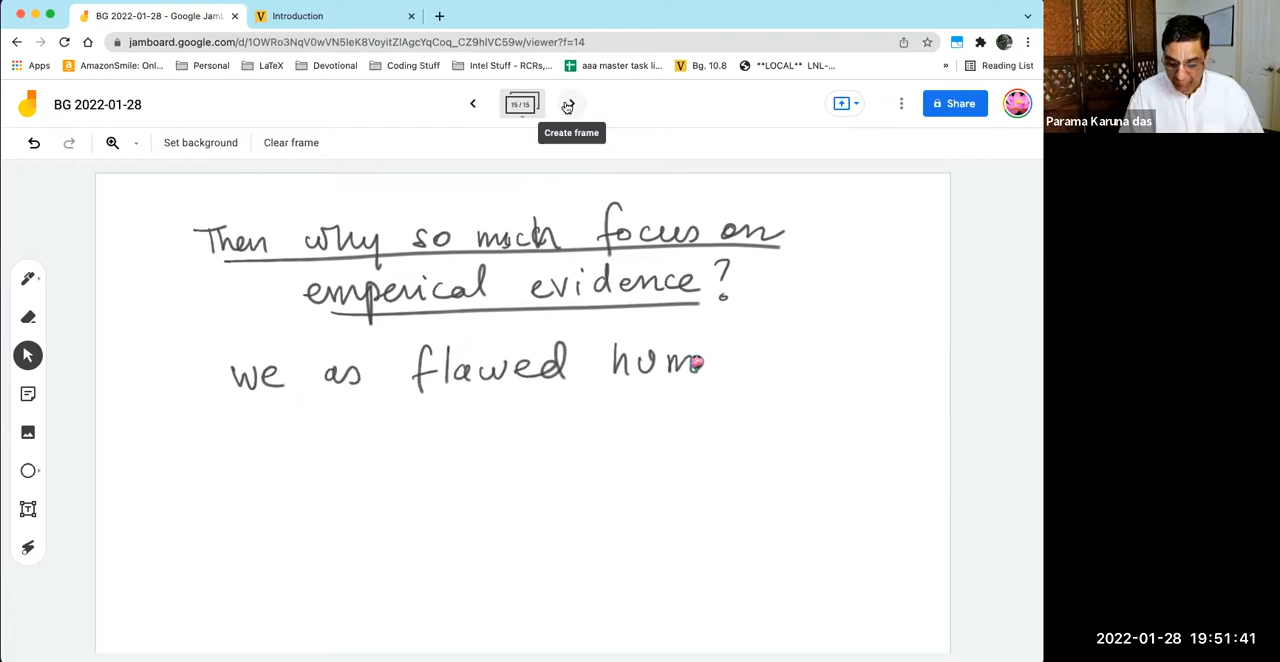 BG 2022-01-28 - Google Jam
Introduction
jamboard.google.com/d/1OWRo3NqV0wVN5leK8VoyitZlAgcYqCoq_CZ9hlVC59w/viewer?f=14
Apps AmazonSmile: Onl... Personal LaTeX Devotional Coding Stuff Intel Stuff - RCRs,... aaa master task li... Bg. 10.8 **LOCAL** LNL-... » Reading List
BG 2022-01-28
15 / 15
Share
Create frame
Set background
Clear frame
Then why so much focus on
emperical evidence?
we as flawed hum
Parama Karuna das
2022-01-28 19:51:41